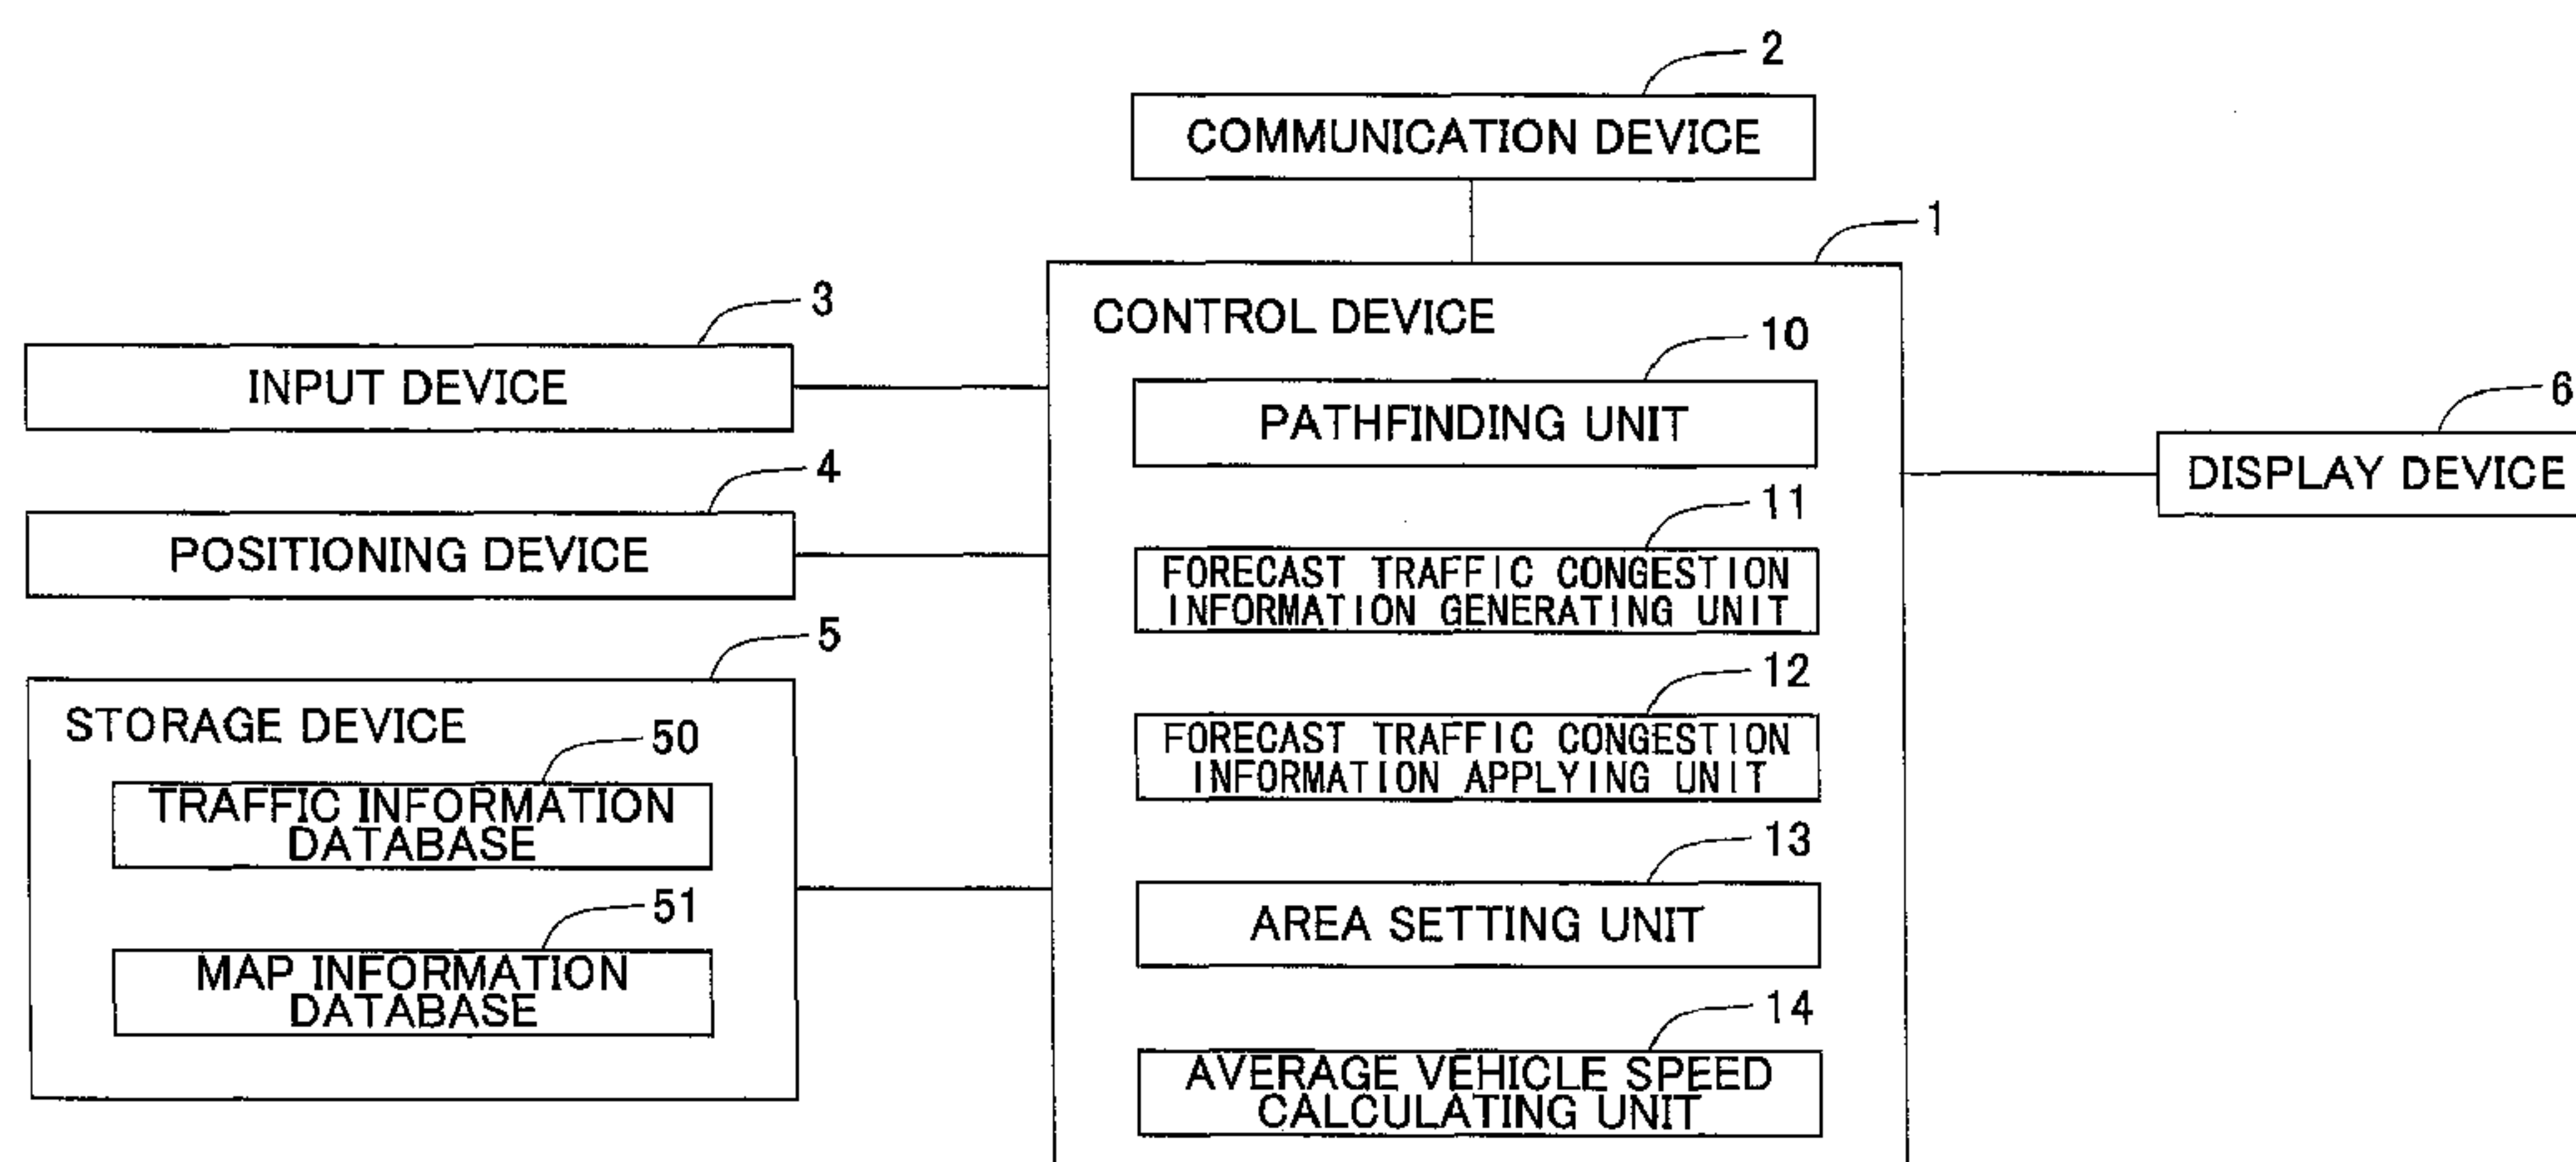 2
COMMUNICATION DEVICE
1
CONTROL DEVICE
3
INPUT DEVICE
10
PATHFINDING UNIT
6
DISPLAY DEVICE
4
POSITIONING DEVICE
11
FORECAST TRAFFIC CONGESTION
INFORMATION GENERATING UNIT
5
STORAGE DEVICE
12
FORECAST TRAFFIC CONGESTION
INFORMATION APPLYING UNIT
50
TRAFFIC INFORMATION
DATABASE
13
AREA SETTING UNIT
51
MAP INFORMATION
DATABASE
14
AVERAGE VEHICLE SPEED
CALCULATING UNIT